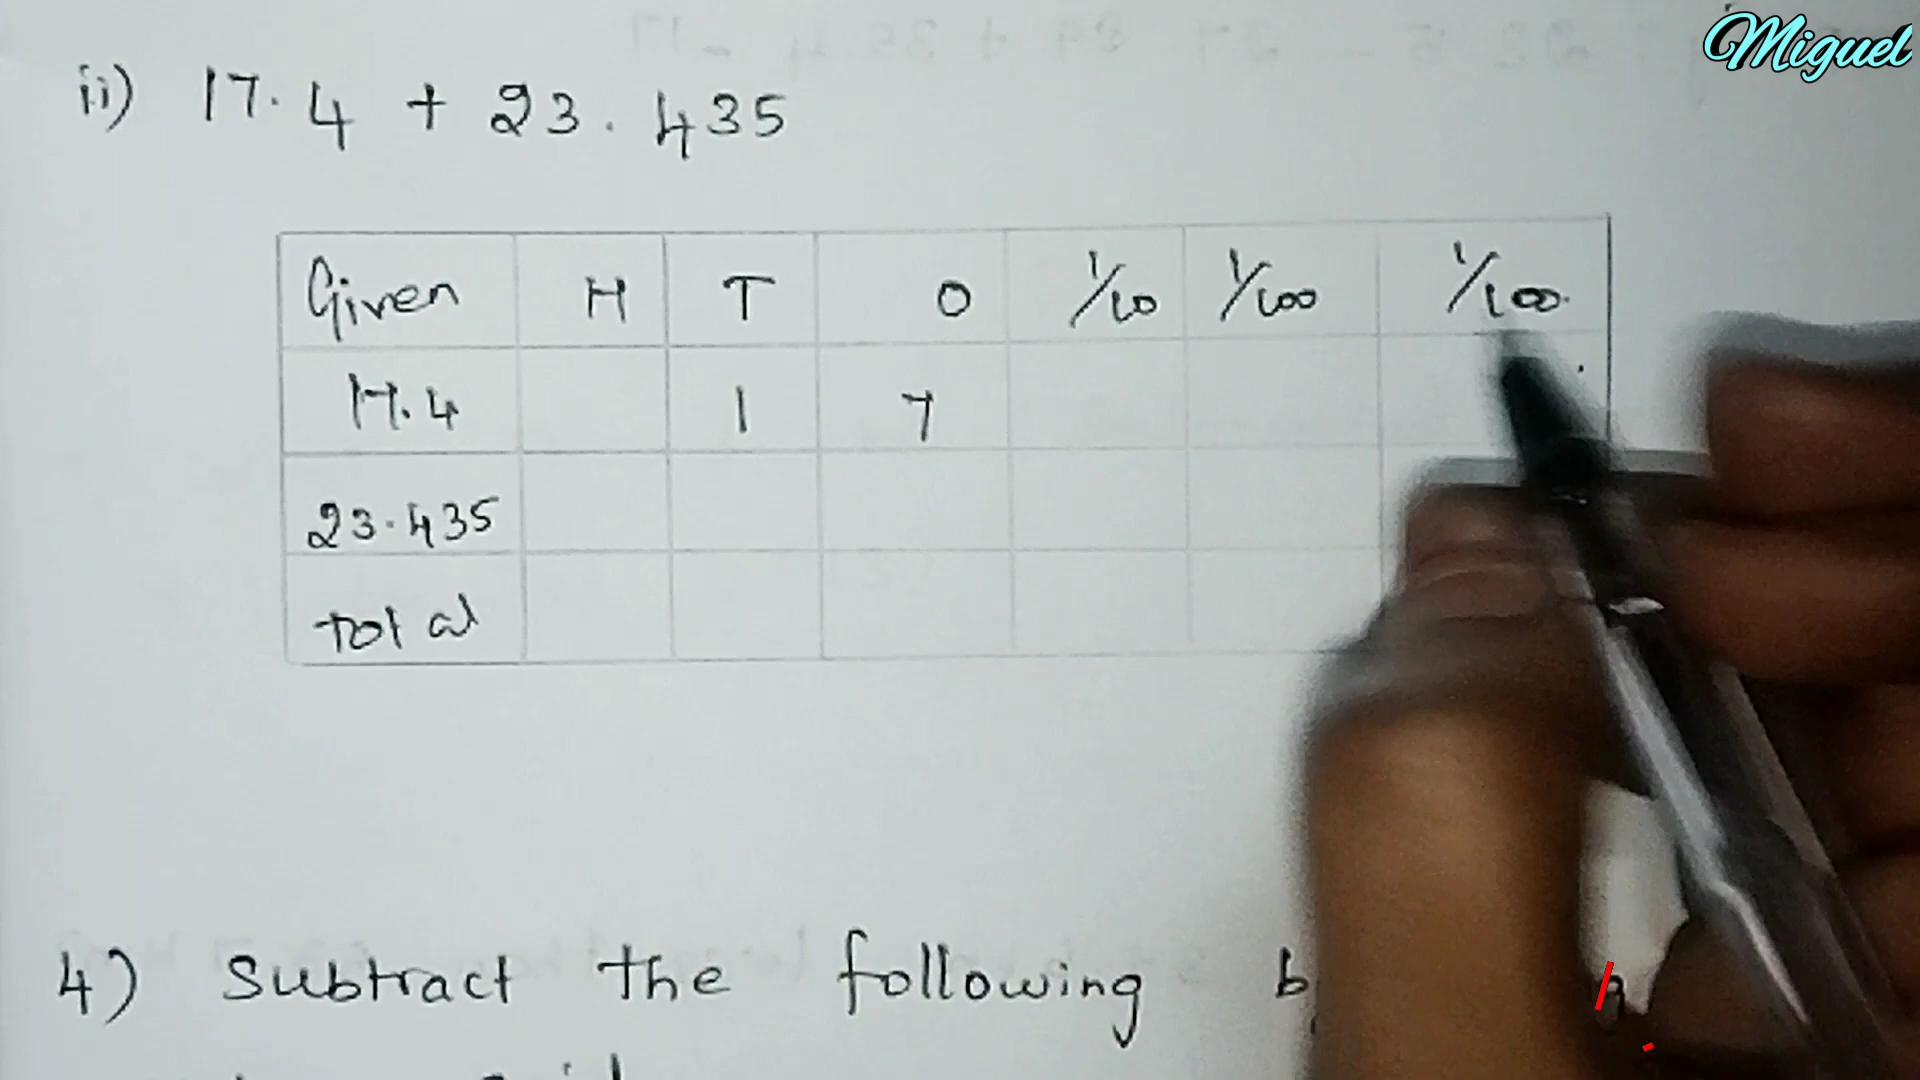 Miguel
ii) 17.4 + 23.435
Given H T O 1/10 1/100 1/100
17.4 1 7
23.435
total
4) Subtract the following